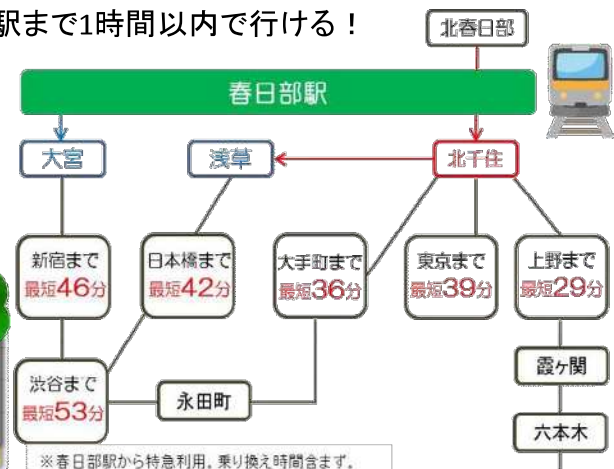 駅まで1時間以内で行ける！
北春日部
春日部駅
大宮
浅草
北千住
新宿まで
最短46分
日本橋まで
最短42分
大手町まで
最短36分
東京まで
最短39分
上野まで
最短29分
渋谷まで
最短53分
永田町
霞ヶ関
六本木
※春日部駅から特急利用。乗り換え時間含まず。